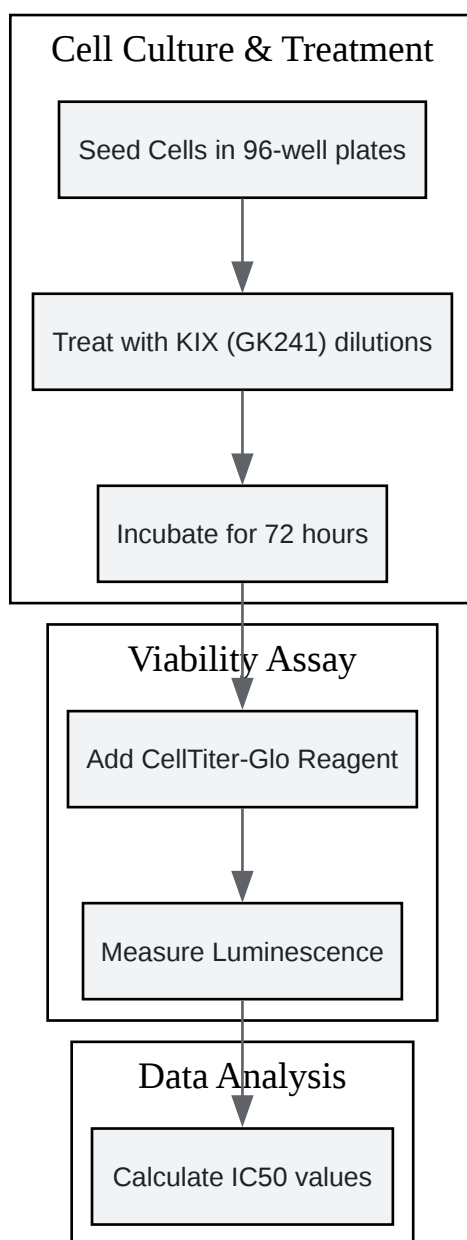 Cell Culture & Treatment
Seed Cells in 96-well plates
Treat with KIX (GK241) dilutions
Incubate for 72 hours
Viability Assay
Add CellTiter-Glo Reagent
Measure Luminescence
Data Analysis
Calculate IC50 values